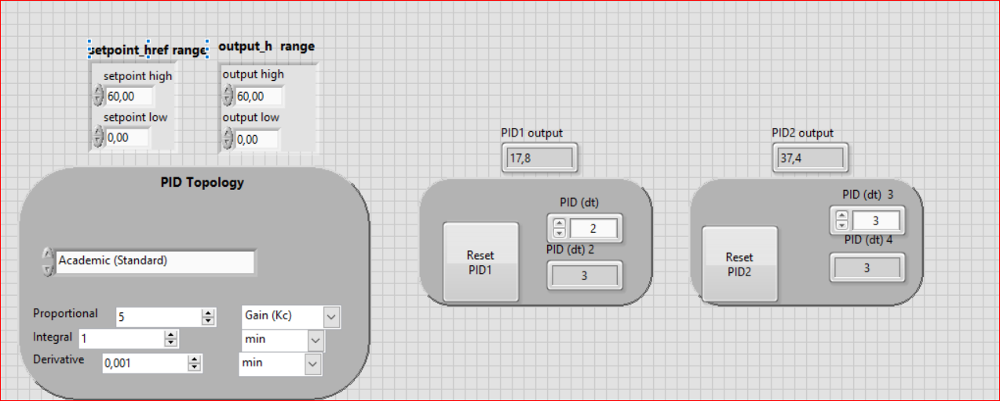 setpoint_href range
output_h  range
setpoint high
60,00
setpoint low
0,00
output high
60,00
output low
0,00
PID Topology
Academic (Standard)
Proportional
5
Gain (Kc)
Integral
1
min
Derivative
0,001
min
PID1 output
17,8
Reset
PID1
PID (dt)
2
PID (dt) 2
3
PID2 output
37,4
Reset
PID2
PID (dt)  3
3
PID (dt) 4
3